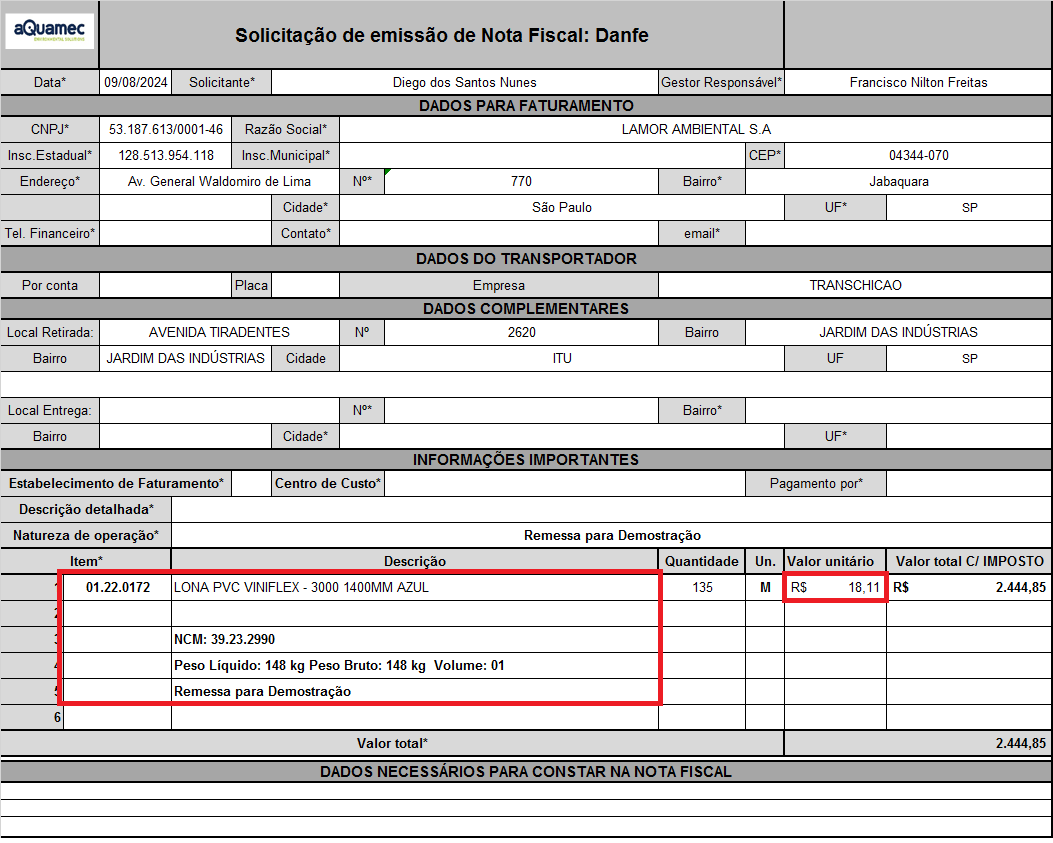 aQuamec
Solicitação de emissão de Nota Fiscal: Danfe
Data* 09/08/2024 Solicitante* Diego dos Santos Nunes Gestor Responsável* Francisco Nilton Freitas
DADOS PARA FATURAMENTO
CNPJ* 53.187.613/0001-46 Razão Social* LAMOR AMBIENTAL S.A
Insc.Estadual* 128.513.954.118 Insc.Municipal* CEP* 04344-070
Endereço* Av. General Waldomiro de Lima Nº* 770 Bairro* Jabaquara
Cidade* São Paulo UF* SP
Tel. Financeiro* Contato* email*
DADOS DO TRANSPORTADOR
Por conta Placa Empresa TRANSCHICAO
DADOS COMPLEMENTARES
Local Retirada: AVENIDA TIRADENTES Nº 2620 Bairro JARDIM DAS INDÚSTRIAS
Bairro JARDIM DAS INDÚSTRIAS Cidade ITU UF SP
Local Entrega: Nº* Bairro*
Bairro Cidade* UF*
INFORMAÇÕES IMPORTANTES
Estabelecimento de Faturamento* Centro de Custo* Pagamento por*
Descrição detalhada*
Natureza de operação* Remessa para Demostração
Item* Descrição Quantidade Un. Valor unitário Valor total C/ IMPOSTO
1 01.22.0172 LONA PVC VINIFLEX - 3000 1400MM AZUL 135 M R$ 18,11 R$ 2.444,85
2
3 NCM: 39.23.2990
4 Peso Líquido: 148 kg Peso Bruto: 148 kg Volume: 01
5 Remessa para Demostração
6
Valor total* 2.444,85
DADOS NECESSÁRIOS PARA CONSTAR NA NOTA FISCAL